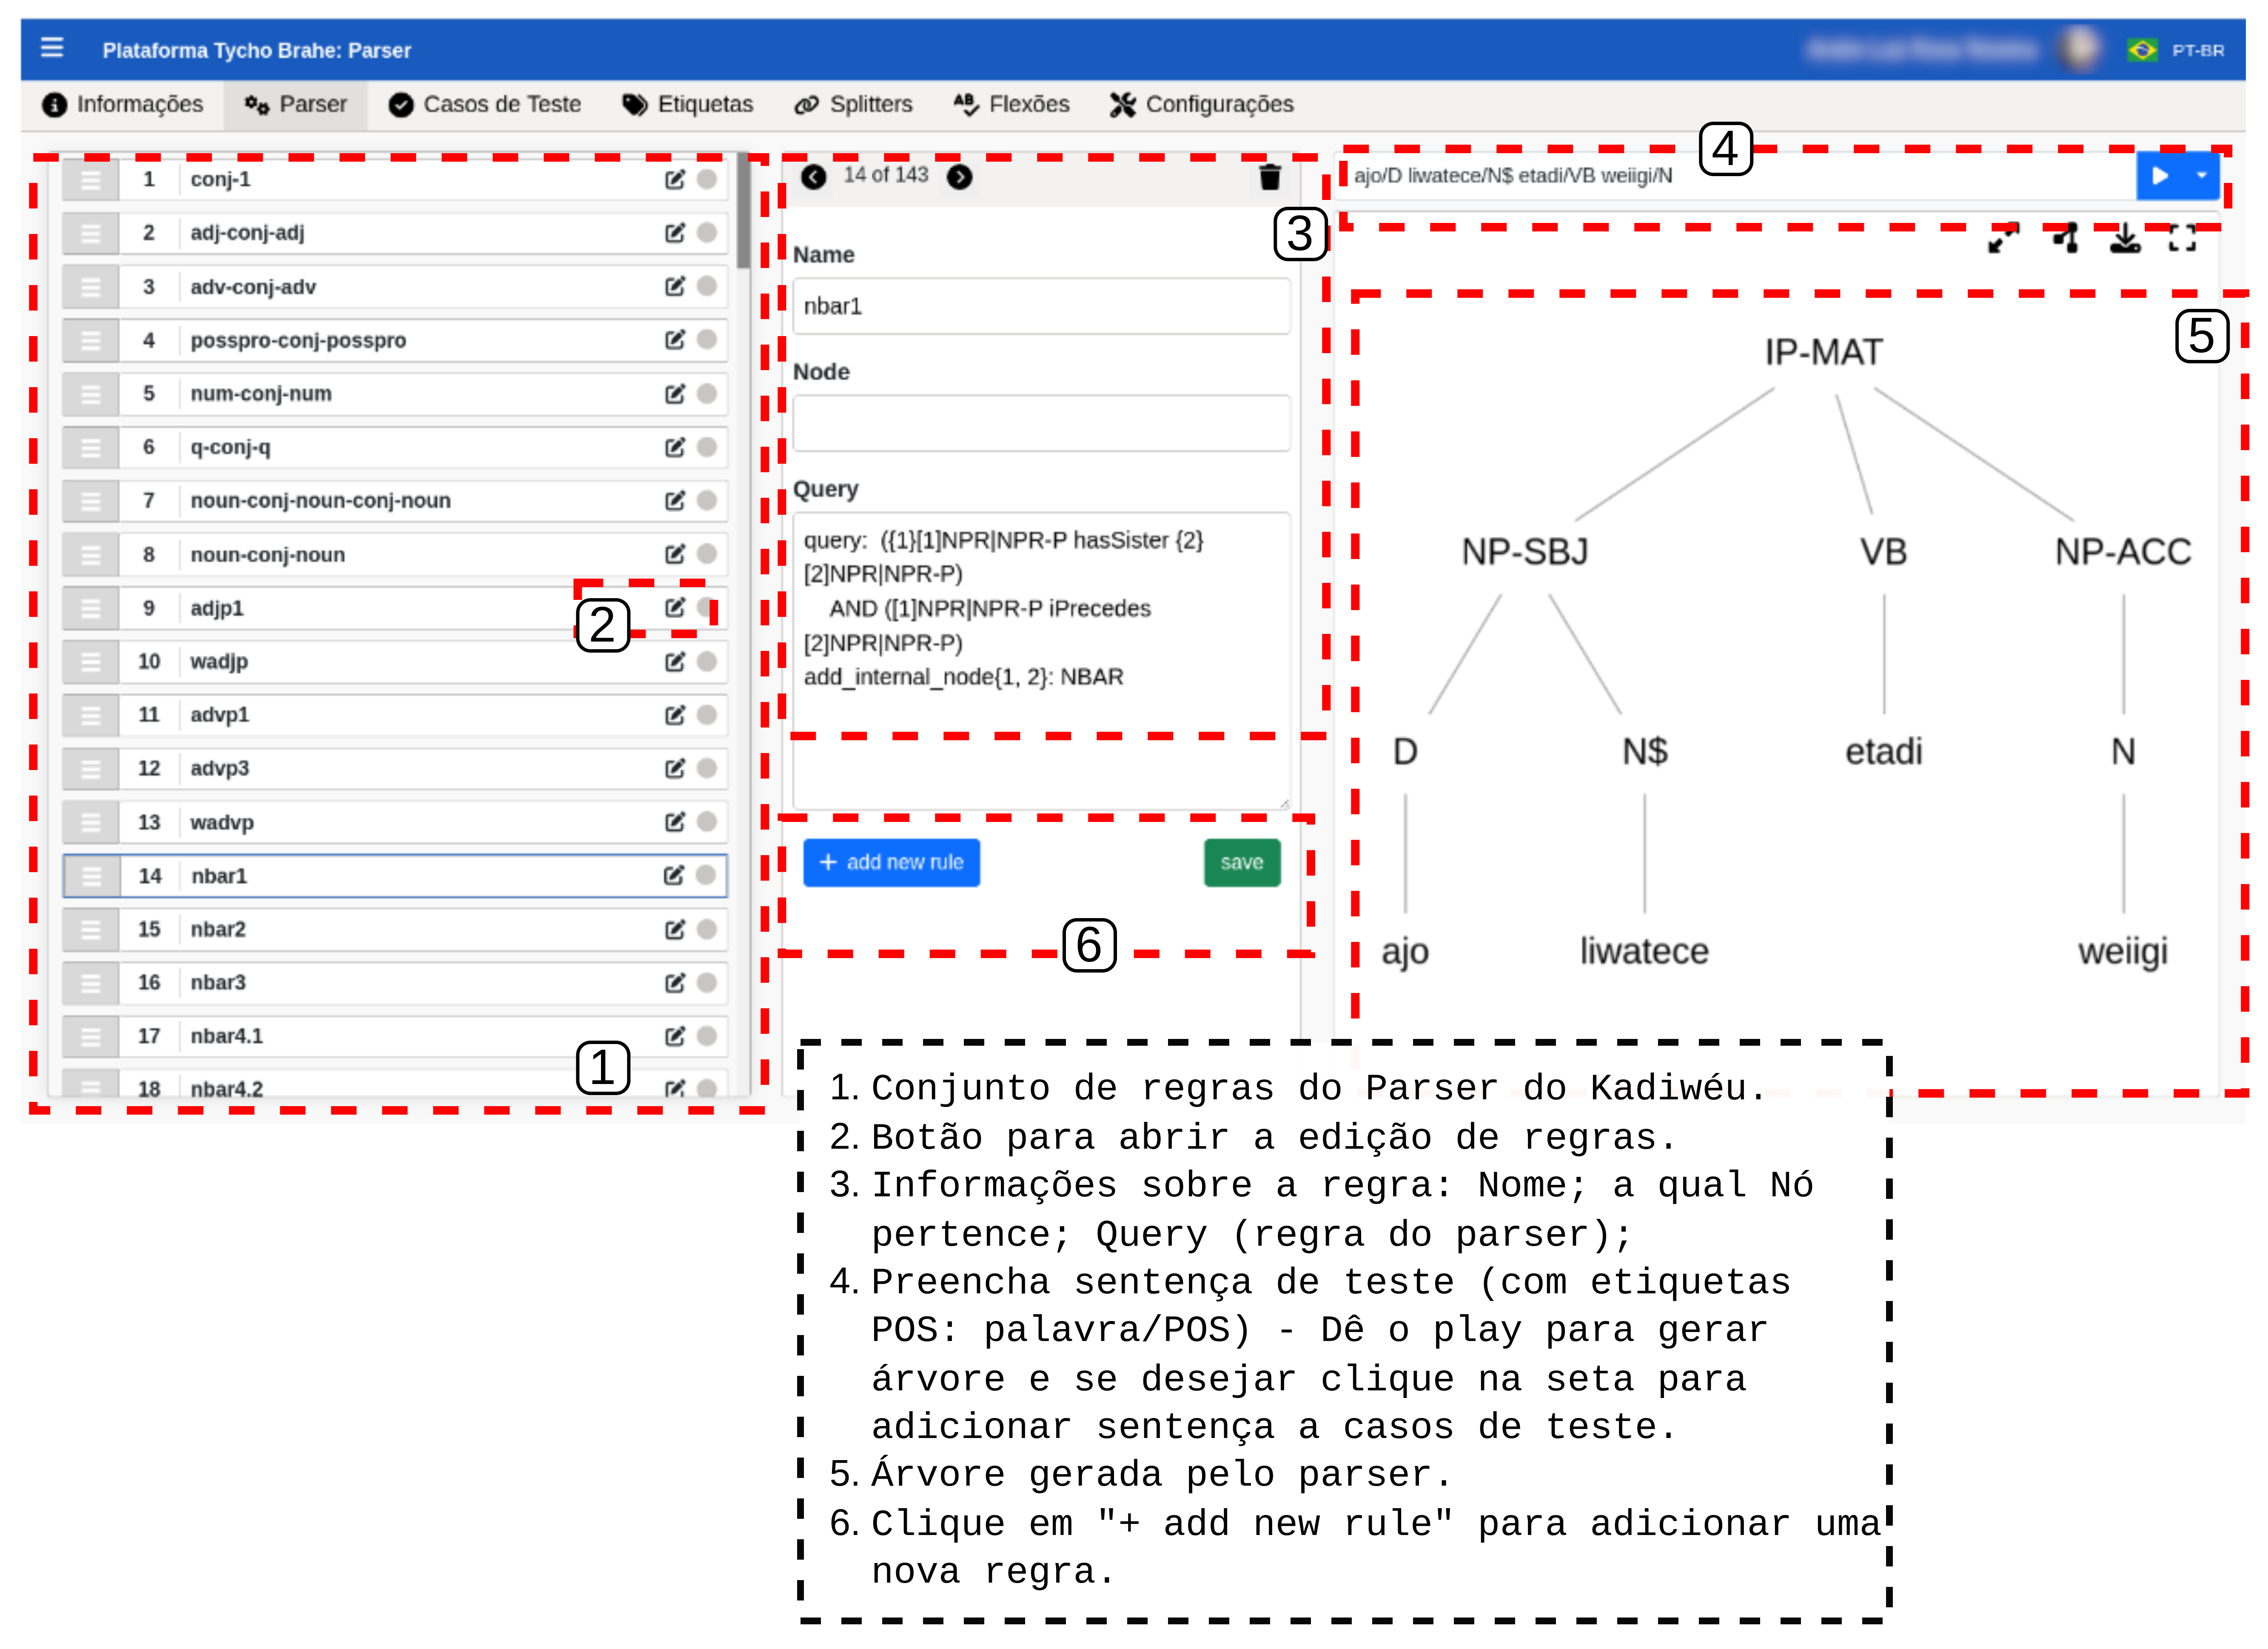 Plataforma Tycho Brahe: Parser
PT-BR
Informações
Parser
Casos de Teste
Etiquetas
Splitters
Flexões
Configurações
1 conj-1
2 adj-conj-adj
3 adv-conj-adv
4 posspro-conj-posspro
5 num-conj-num
6 q-conj-q
7 noun-conj-noun-conj-noun
8 noun-conj-noun
9 adjp1
10 wadjp
11 advp1
12 advp3
13 wadvp
14 nbar1
15 nbar2
16 nbar3
17 nbar4.1
18 nbar4.2
2
1
14 of 143
3
Name
nbar1
Node
Query
query: ({1}[1]NPR|NPR-P hasSister {2}
[2]NPR|NPR-P)
AND ([1]NPR|NPR-P iPrecedes
[2]NPR|NPR-P)
add_internal_node{1, 2}: NBAR
+ add new rule
save
6
4
ajo/D liwatece/N$ etadi/VB weiigi/N
5
IP-MAT
NP-SBJ VB NP-ACC
D N$ etadi N
ajo liwatece weiigi
1. Conjunto de regras do Parser do Kadiwéu.
2. Botão para abrir a edição de regras.
3. Informações sobre a regra: Nome; a qual Nó
pertence; Query (regra do parser);
4. Preencha sentença de teste (com etiquetas
POS: palavra/POS) - Dê o play para gerar
árvore e se desejar clique na seta para
adicionar sentença a casos de teste.
5. Árvore gerada pelo parser.
6. Clique em "+ add new rule" para adicionar uma
nova regra.